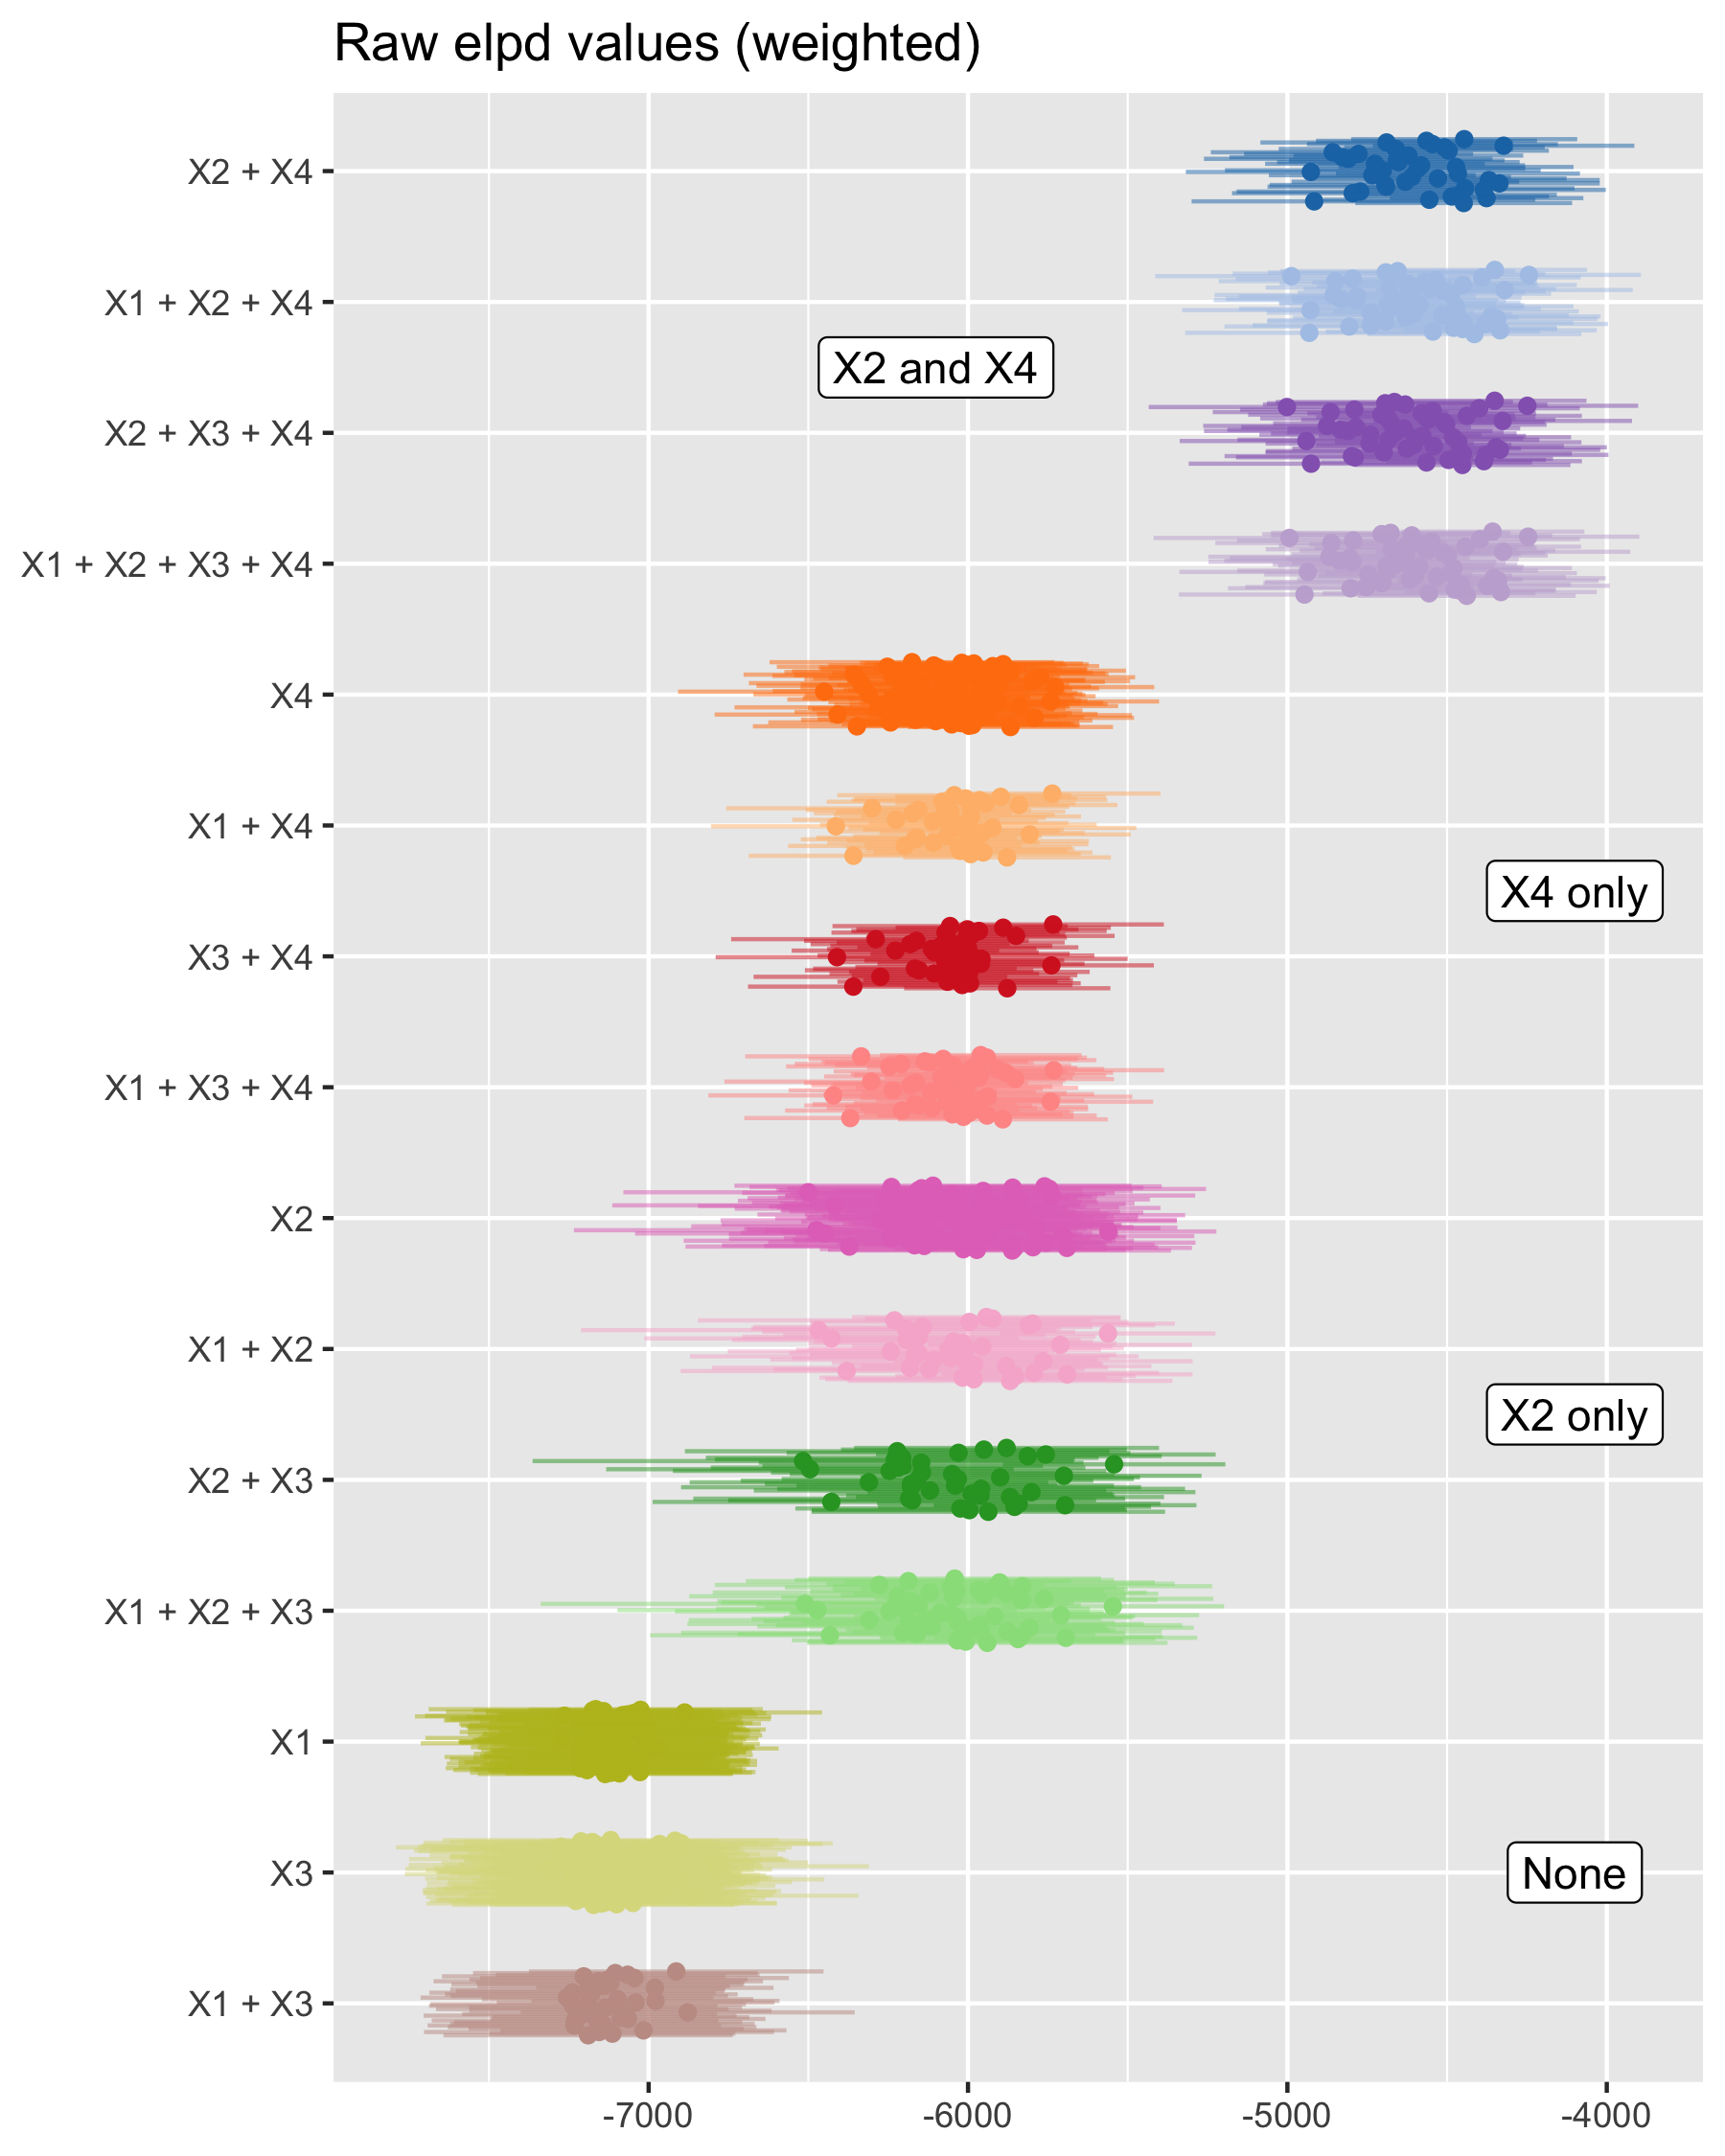 Raw elpd values (weighted)
X2 + X4
X1 + X2 + X4
X2 and X4
X2 + X3 + X4
X1 + X2 + X3 + X4
X4
X1 + X4
X4 only
X3 + X4
X1 + X3 + X4
X2
X1 + X2
X2 only
X2 + X3
X1 + X2 + X3
X1
X3
None
X1 + X3
-7000 -6000 -5000 -4000